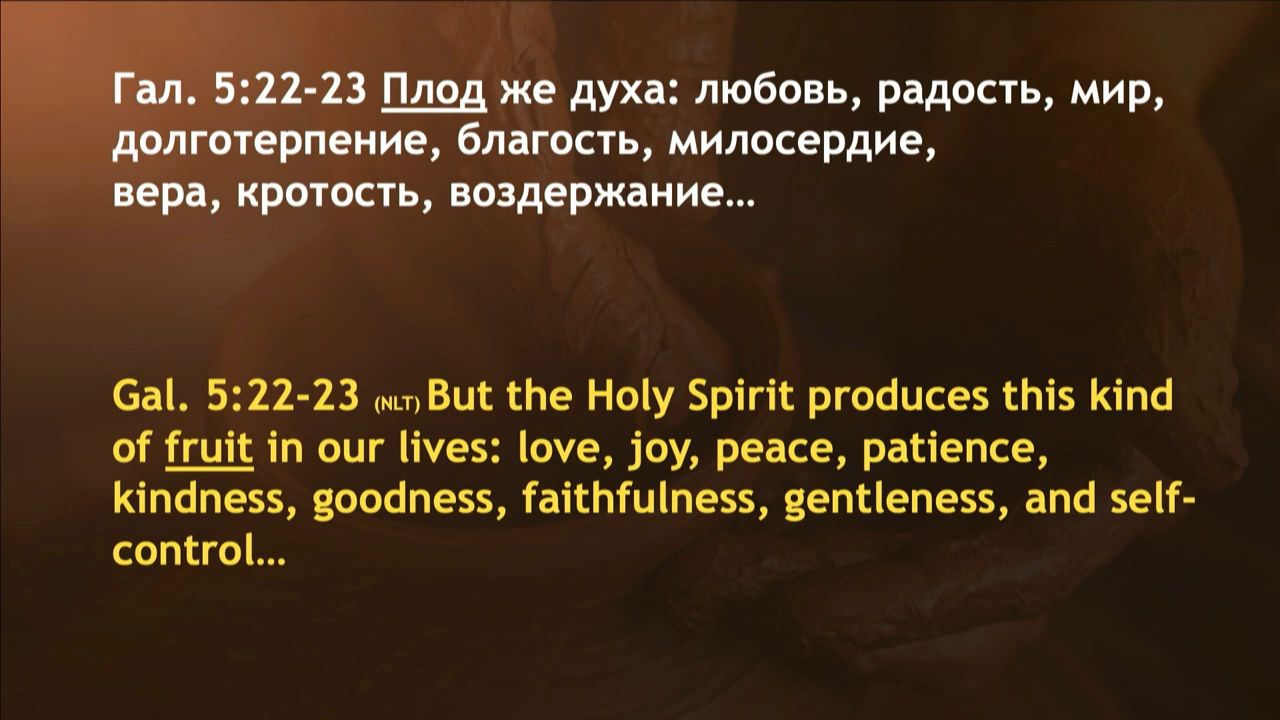 Гал. 5:22-23 Плод же духа: любовь, радость, мир,
долготерпение, благость, милосердие,
вера, кротость, воздержание…
Gal. 5:22-23 (NLT) But the Holy Spirit produces this kind
of fruit in our lives: love, joy, peace, patience,
kindness, goodness, faithfulness, gentleness, and self-
control…